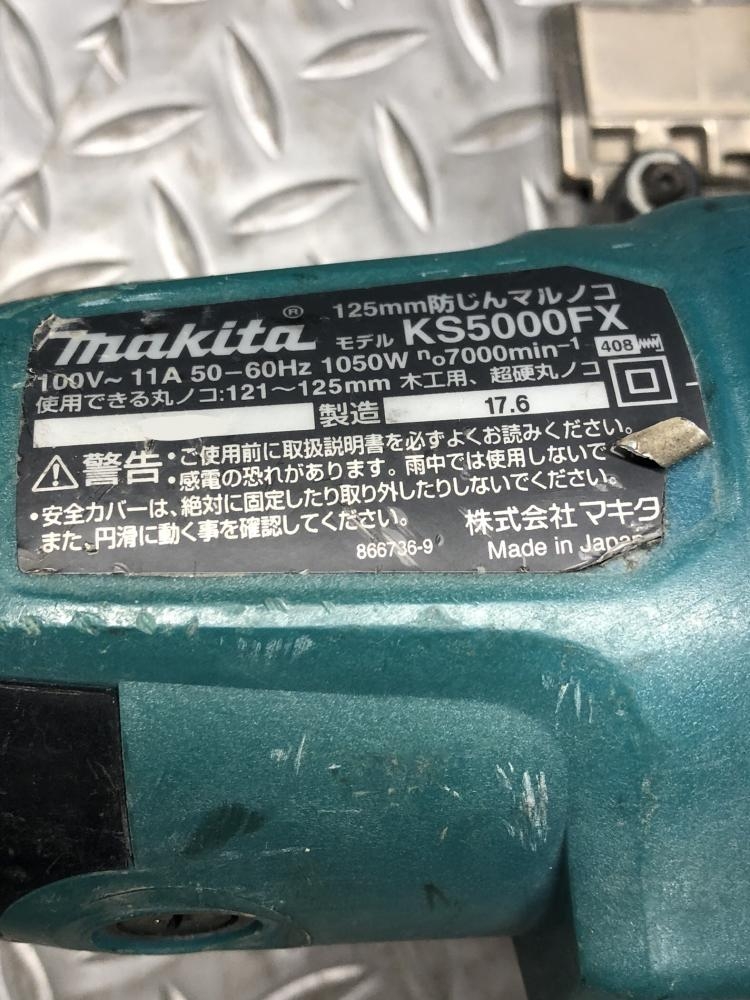 125mm防じんマルノコ
makita® モデル KS5000FX
100V~ 11A 50-60Hz 1050W n₀7000min⁻¹ 408
使用できる丸ノコ:121~125mm 木工用、超硬丸ノコ
製造 17.6
警告・ご使用前に取扱説明書を必ずよくお読みください。
・感電の恐れがあります。雨中では使用しないで
・安全カバーは、絶対に固定したり取り外したりしないでください。
また、円滑に動く事を確認してください。
株式会社 マキタ
866736-9 Made in Japan